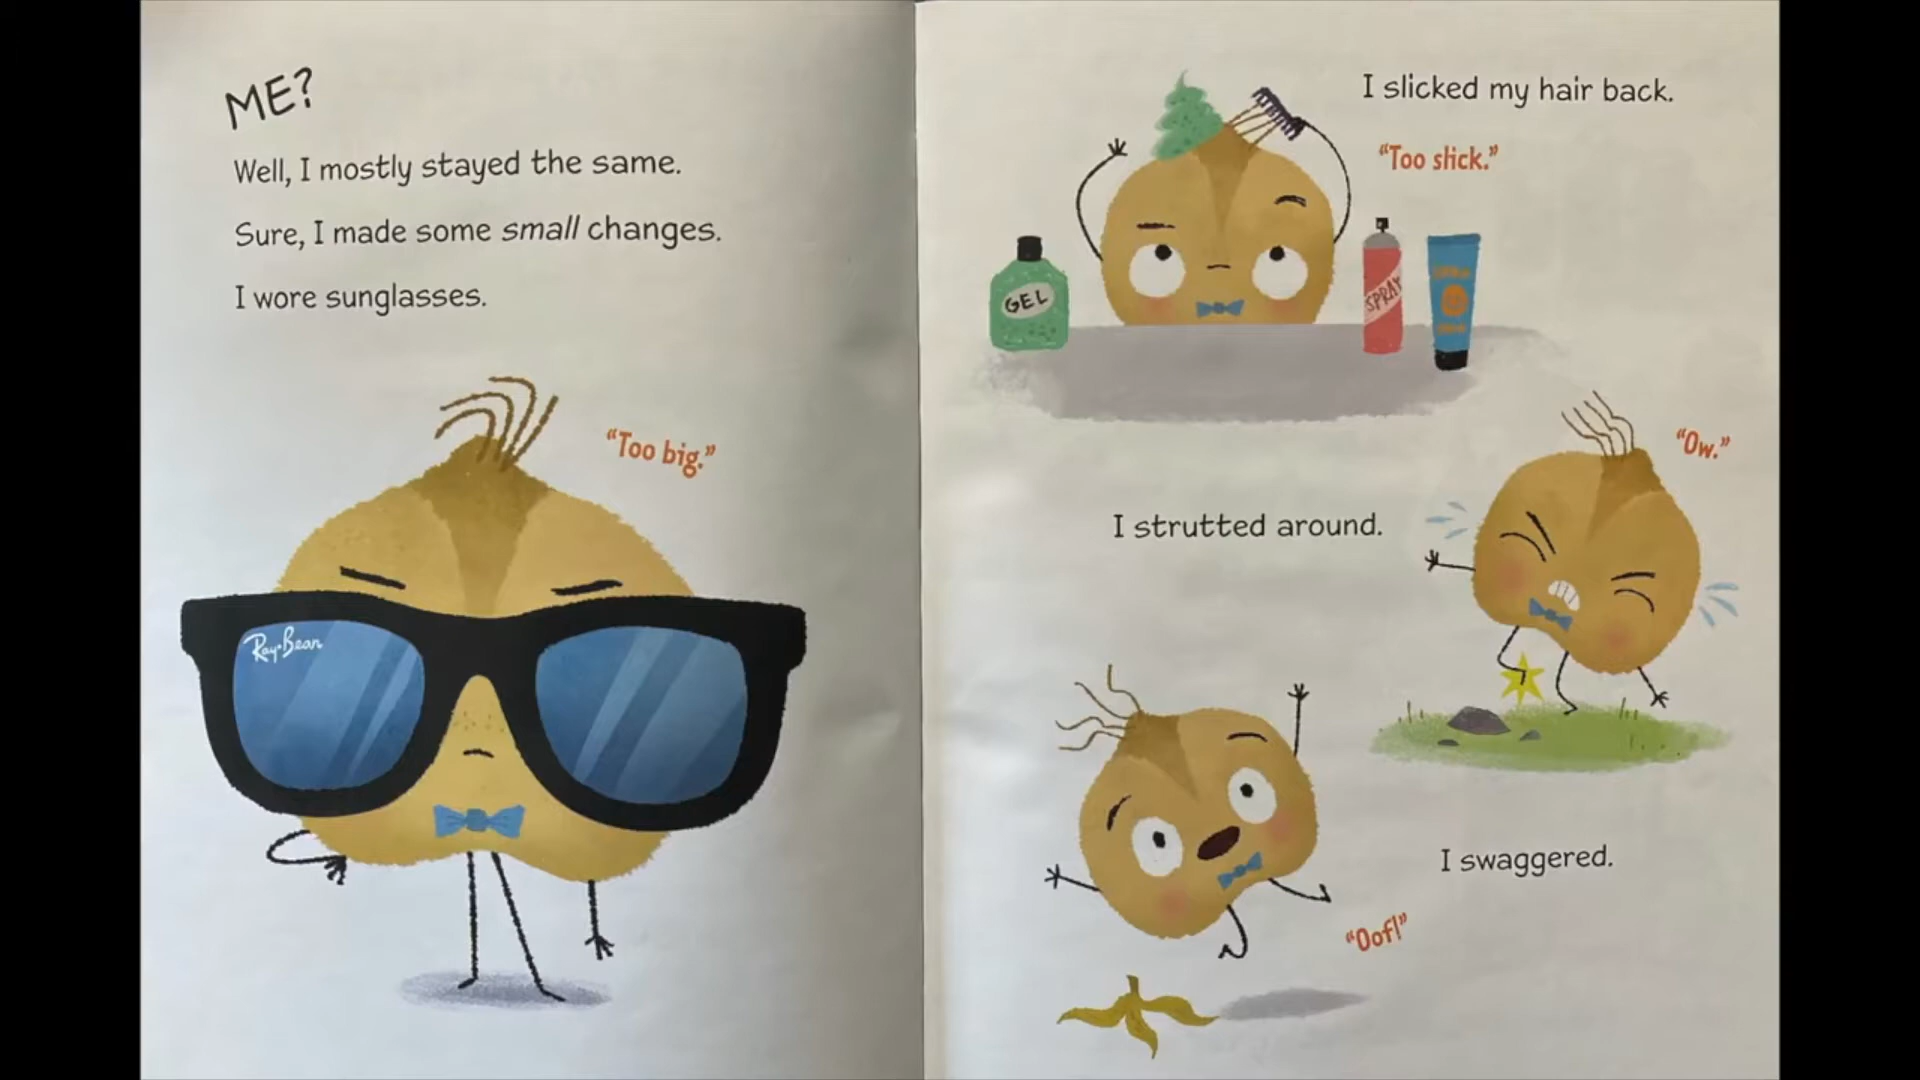 ME?
Well, I mostly stayed the same.
Sure, I made some small changes.
I wore sunglasses.
"Too big."
Ray-Bean
I slicked my hair back.
"Too slick."
GEL
SPRAY
"Ow."
I strutted around.
I swaggered.
"Oof!"